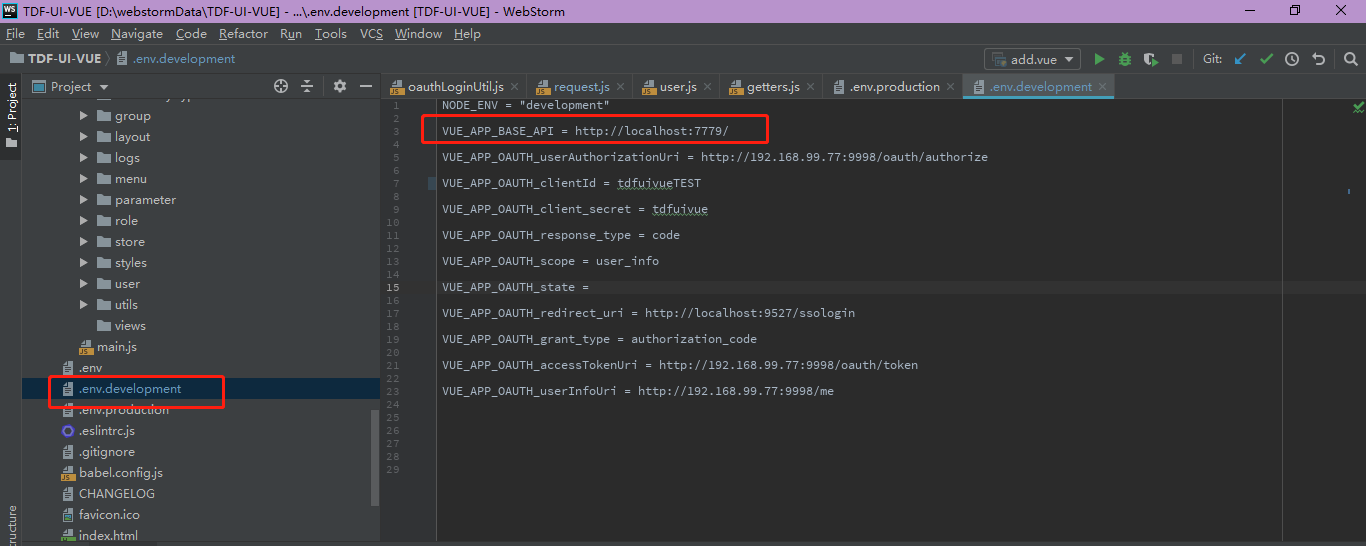 TDF-UI-VUE [D:\webstormData\TDF-UI-VUE] - ...\.env.development [TDF-UI-VUE] - WebStorm
File Edit View Navigate Code Refactor Run Tools VCS Window Help
TDF-UI-VUE .env.development
add.vue
Git:
1: Project
Project
oauthLoginUtil.js
request.js
user.js
getters.js
.env.production
.env.development
group
layout
logs
menu
parameter
role
store
styles
user
utils
views
main.js
.env
.env.development
.env.production
.eslintrc.js
.gitignore
babel.config.js
CHANGELOG
favicon.ico
index.html
1 NODE_ENV = "development"
2
3 VUE_APP_BASE_API = http://localhost:7779/
4
5 VUE_APP_OAUTH_userAuthorizationUri = http://192.168.99.77:9998/oauth/authorize
6
7 VUE_APP_OAUTH_clientId = tdfuivueTEST
8
9 VUE_APP_OAUTH_client_secret = tdfuivue
10
11 VUE_APP_OAUTH_response_type = code
12
13 VUE_APP_OAUTH_scope = user_info
14
15 VUE_APP_OAUTH_state =
16
17 VUE_APP_OAUTH_redirect_uri = http://localhost:9527/ssologin
18
19 VUE_APP_OAUTH_grant_type = authorization_code
20
21 VUE_APP_OAUTH_accessTokenUri = http://192.168.99.77:9998/oauth/token
22
23 VUE_APP_OAUTH_userInfoUri = http://192.168.99.77:9998/me
24
25
26
27
28
29